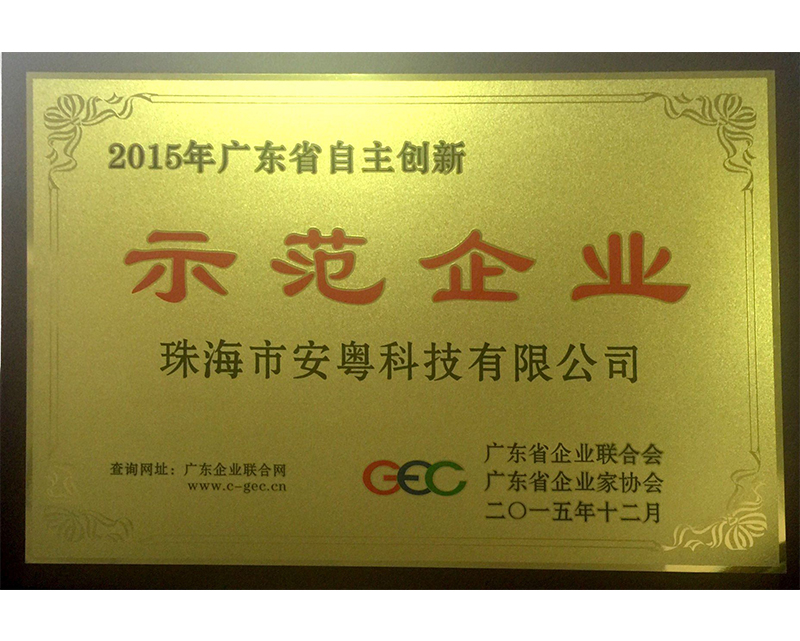 2015年广东省自主创新
示范企业
珠海市安粤科技有限公司
查询网址：广东企业联合网
www.c-gec.cn
GEC
广东省企业联合会
广东省企业家协会
二〇一五年十二月